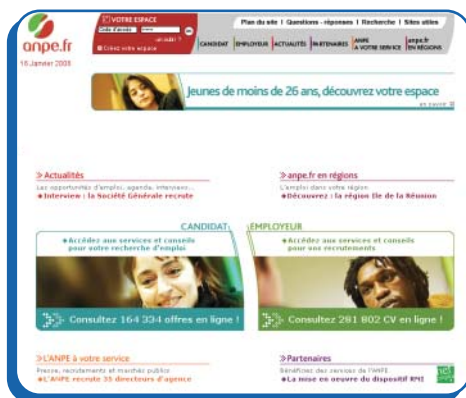 VOTRE ESPACE
Plan du site | Questions - réponses | Recherche | Sites utiles
Code d'accès
oublié ?
Créez votre espace
CANDIDAT EMPLOYEUR ACTUALITÉS PARTENAIRES ANPE À VOTRE SERVICE anpe.fr EN RÉGIONS
anpe.fr
16 Janvier 2008
Jeunes de moins de 26 ans, découvrez votre espace
en savoir
Actualités
Les opportunités d'emploi, agenda, interviews...
Interview : la Société Générale recrute
anpe.fr en régions
L'emploi dans votre région
Découvrez : la région Ile de la Réunion
CANDIDAT
Accédez aux services et conseils
pour votre recherche d'emploi
Consultez 164 334 offres en ligne !
EMPLOYEUR
Accédez aux services et conseils
pour vos recrutements
Consultez 281 802 CV en ligne !
L'ANPE à votre service
Presse, recrutements et marchés publics
L'ANPE recrute 35 directeurs d'agence
Partenaires
Bénéficiez des services de l'ANPE
La mise en oeuvre du dispositif RMI